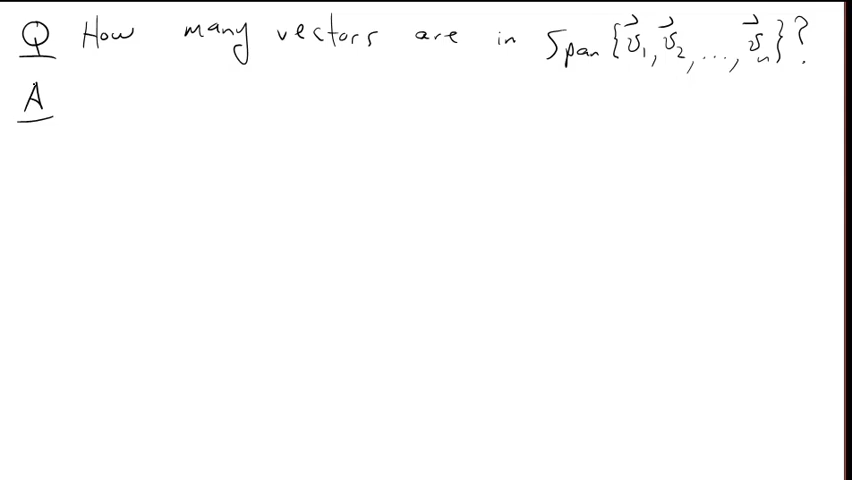 Q How many vectors are in Span{v⃗₁, v⃗₂, ..., v⃗ₙ}?
A